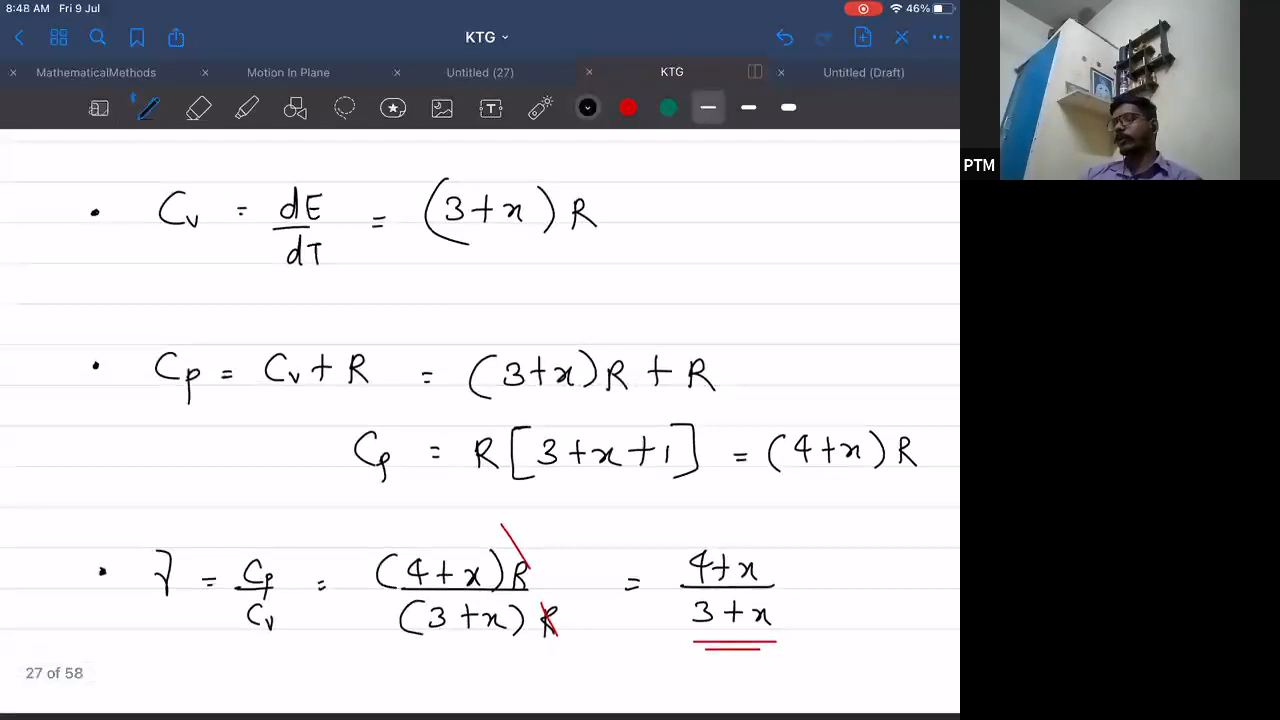 8:48 AM Fri 9 Jul 46%
KTG
MathematicalMethods Motion In Plane Untitled (27) KTG Untitled (Draft)
PTM
• Cv = dE/dT = (3+x)R
• Cp = Cv + R = (3+x)R + R
Cp = R[3+x+1] = (4+x)R
• γ = Cp/Cv = (4+x)R/(3+x)R = 4+x/3+x
27 of 58